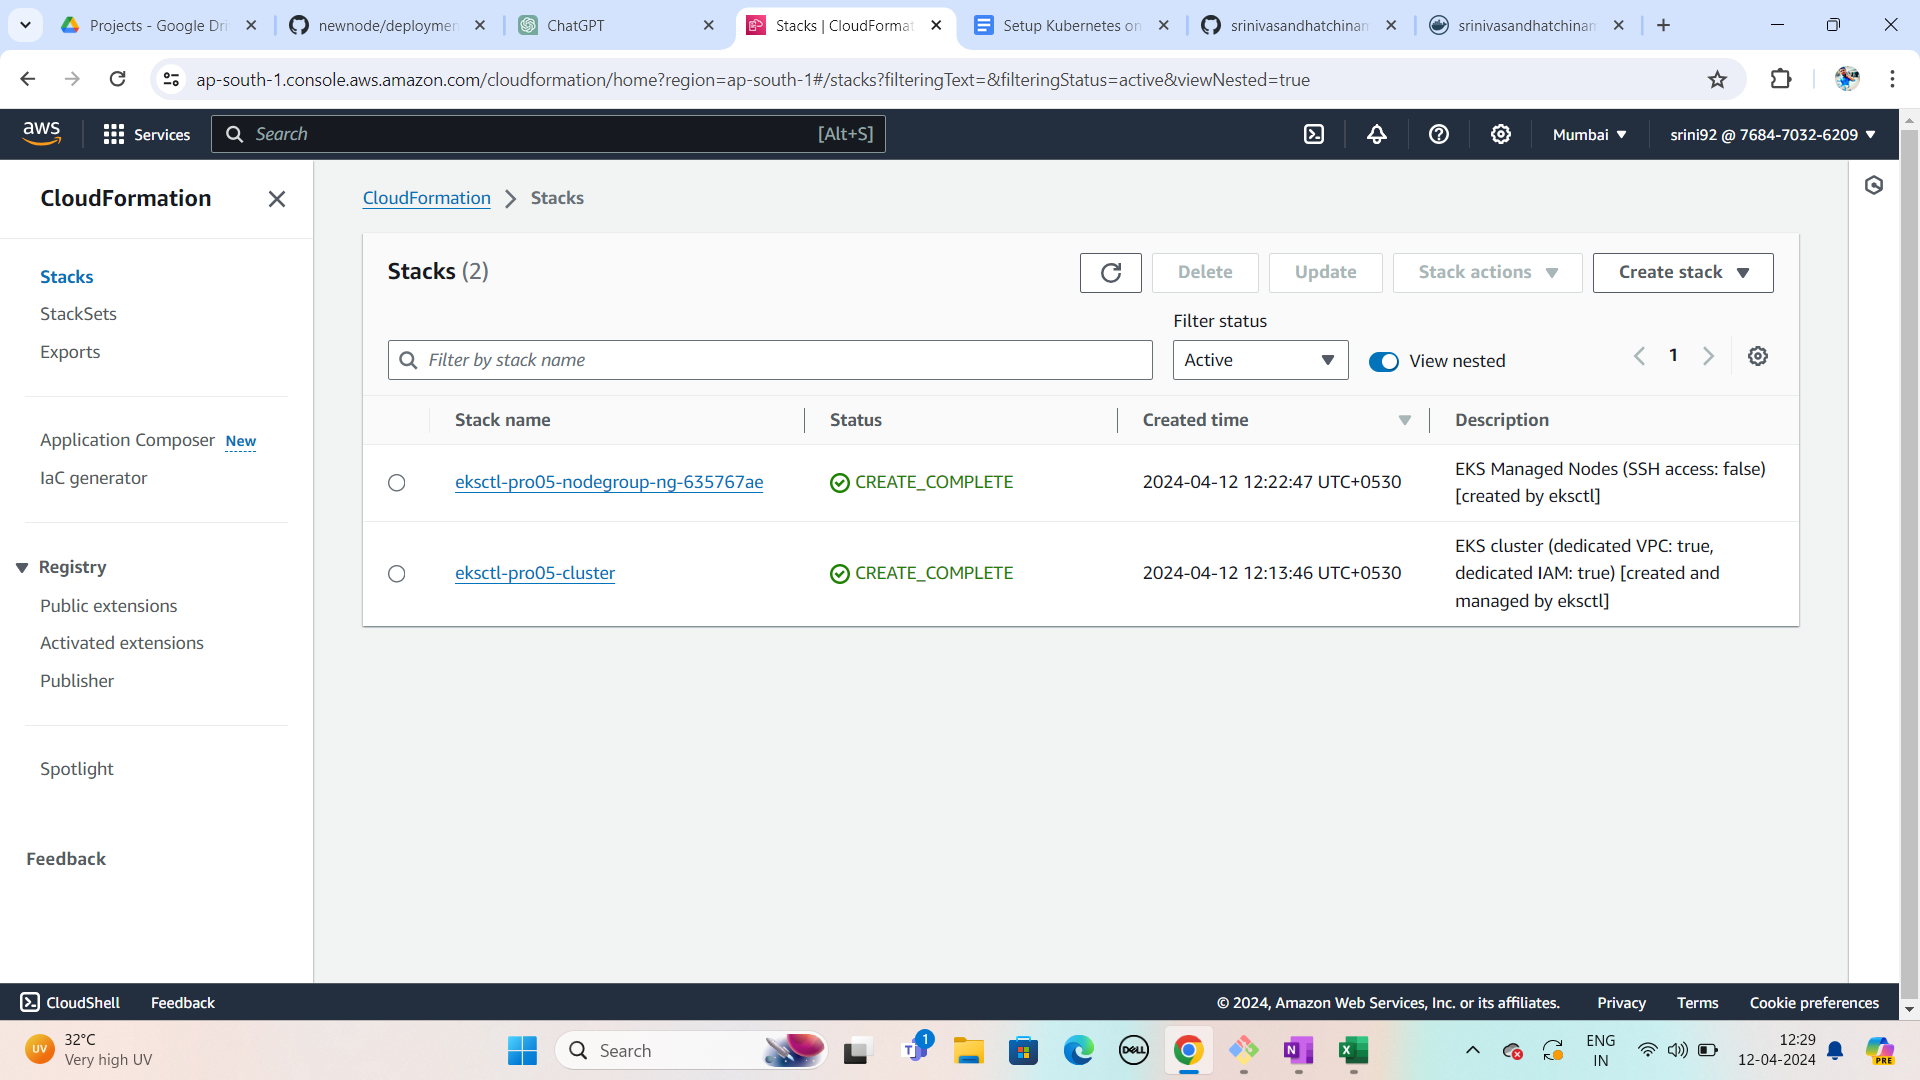 Projects - Google Dri
newnode/deploymen
ChatGPT
Stacks | CloudFormat
Setup Kubernetes on
srinivasandhatchinam
srinivasandhatchinam
ap-south-1.console.aws.amazon.com/cloudformation/home?region=ap-south-1#/stacks?filteringText=&filteringStatus=active&viewNested=true
aws
Services
Search
[Alt+S]
Mumbai
srini92 @ 7684-7032-6209
CloudFormation
Stacks
StackSets
Exports
Application Composer New
IaC generator
Registry
Public extensions
Activated extensions
Publisher
Spotlight
Feedback
CloudFormation > Stacks
Stacks (2)
Delete
Update
Stack actions
Create stack
Filter status
Filter by stack name
Active
View nested
1
Stack name
Status
Created time
Description
eksctl-pro05-nodegroup-ng-635767ae
CREATE_COMPLETE
2024-04-12 12:22:47 UTC+0530
EKS Managed Nodes (SSH access: false)
[created by eksctl]
eksctl-pro05-cluster
CREATE_COMPLETE
2024-04-12 12:13:46 UTC+0530
EKS cluster (dedicated VPC: true,
dedicated IAM: true) [created and
managed by eksctl]
CloudShell
Feedback
© 2024, Amazon Web Services, Inc. or its affiliates.
Privacy
Terms
Cookie preferences
UV
32°C
Very high UV
Search
T
1
DELL
N
X
ENG
IN
12:29
12-04-2024
PRE